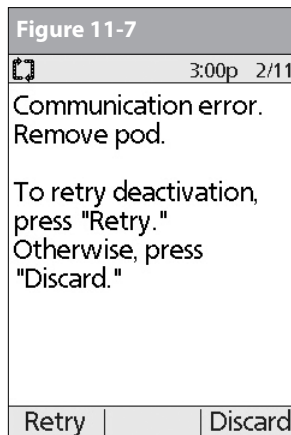 Figure 11-7
3:00p 2/11
Communication error.
Remove pod.
To retry deactivation,
press "Retry."
Otherwise, press
"Discard."
Retry Discard